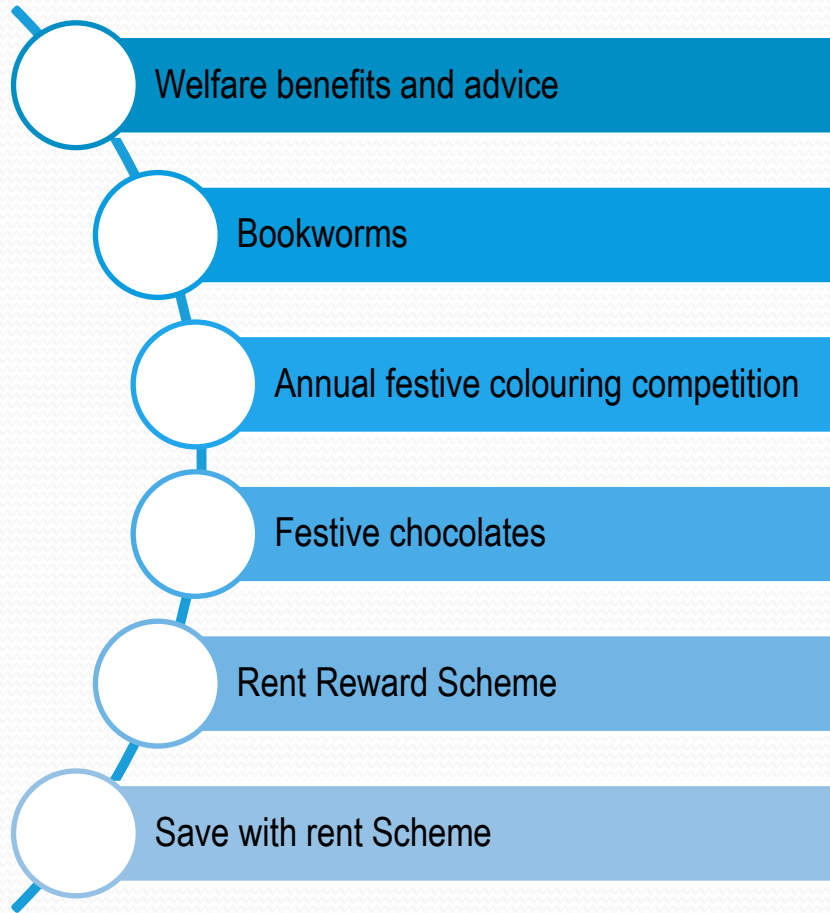 Welfare benefits and advice
Bookworms
Annual festive colouring competition
Festive chocolates
Rent Reward Scheme
Save with rent Scheme